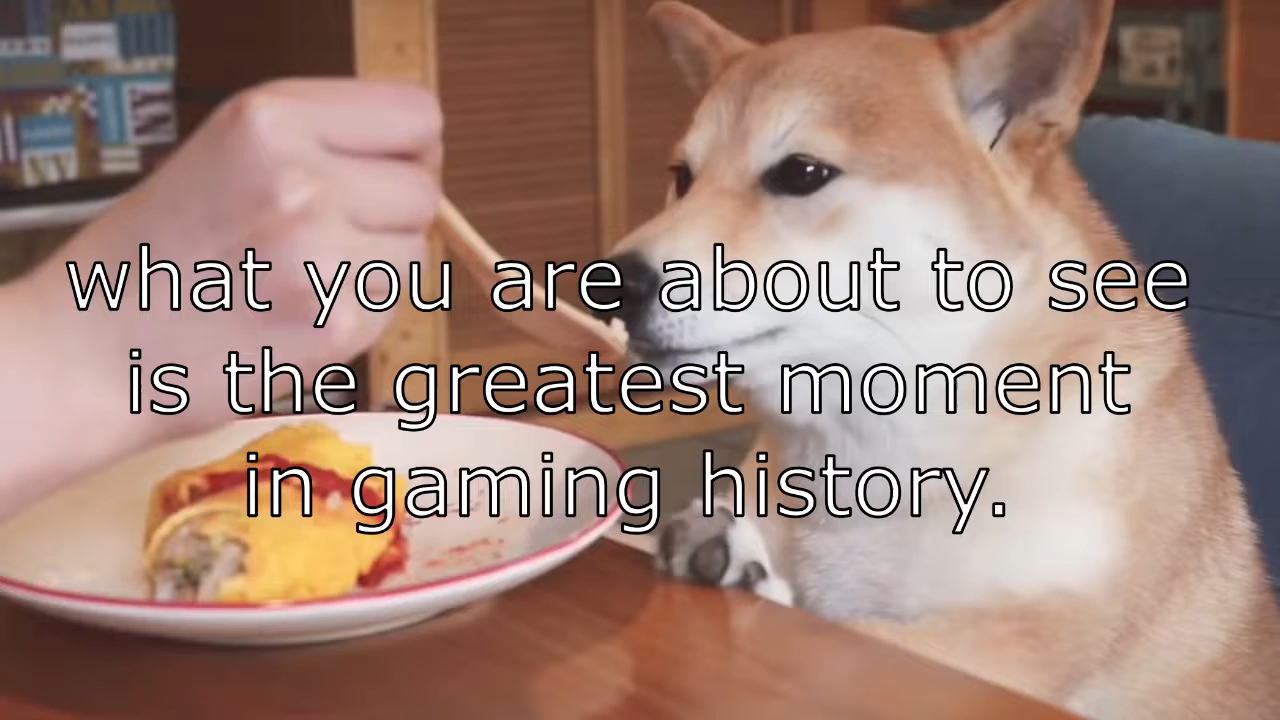 what you are about to see
is the greatest moment
in gaming history.